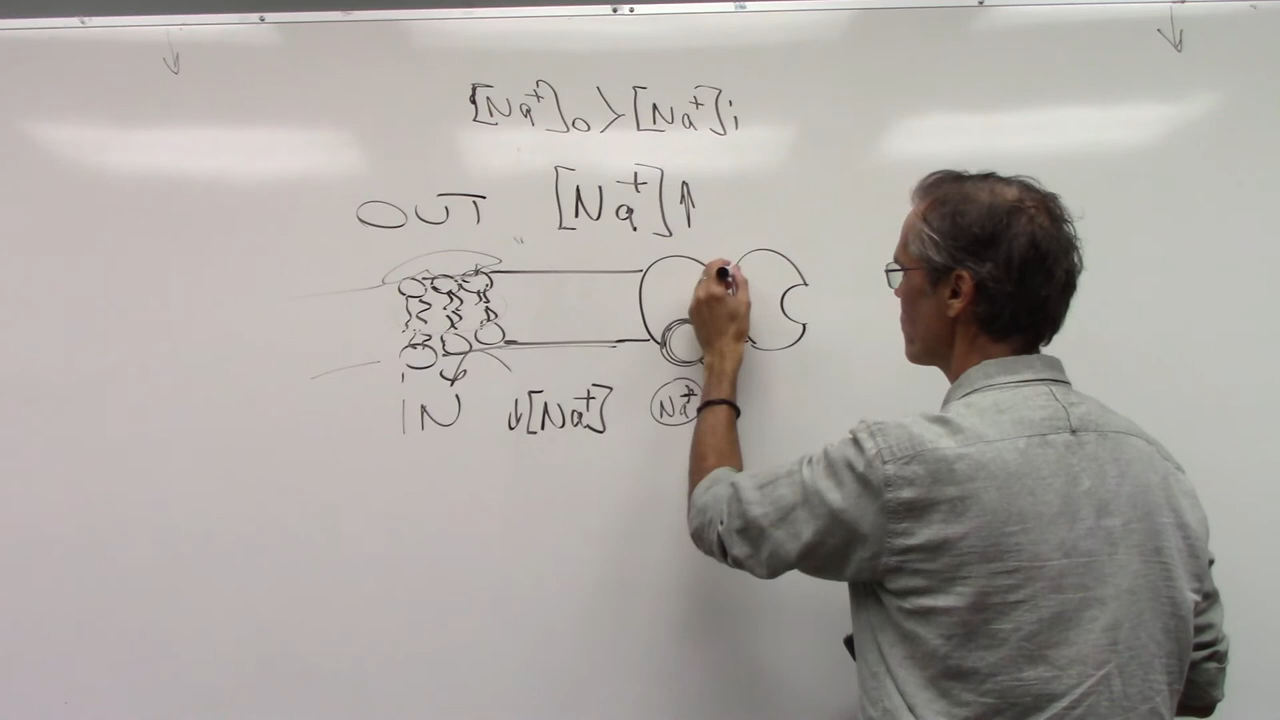 [Na⁺]o > [Na⁺]i
OUT [Na⁺]↑
IN ↓[Na⁺] Na⁺